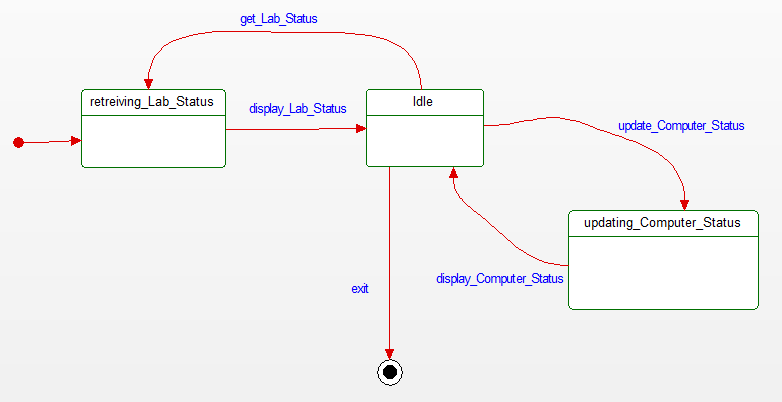 get_Lab_Status
retreiving_Lab_Status
display_Lab_Status
Idle
update_Computer_Status
updating_Computer_Status
display_Computer_Status
exit